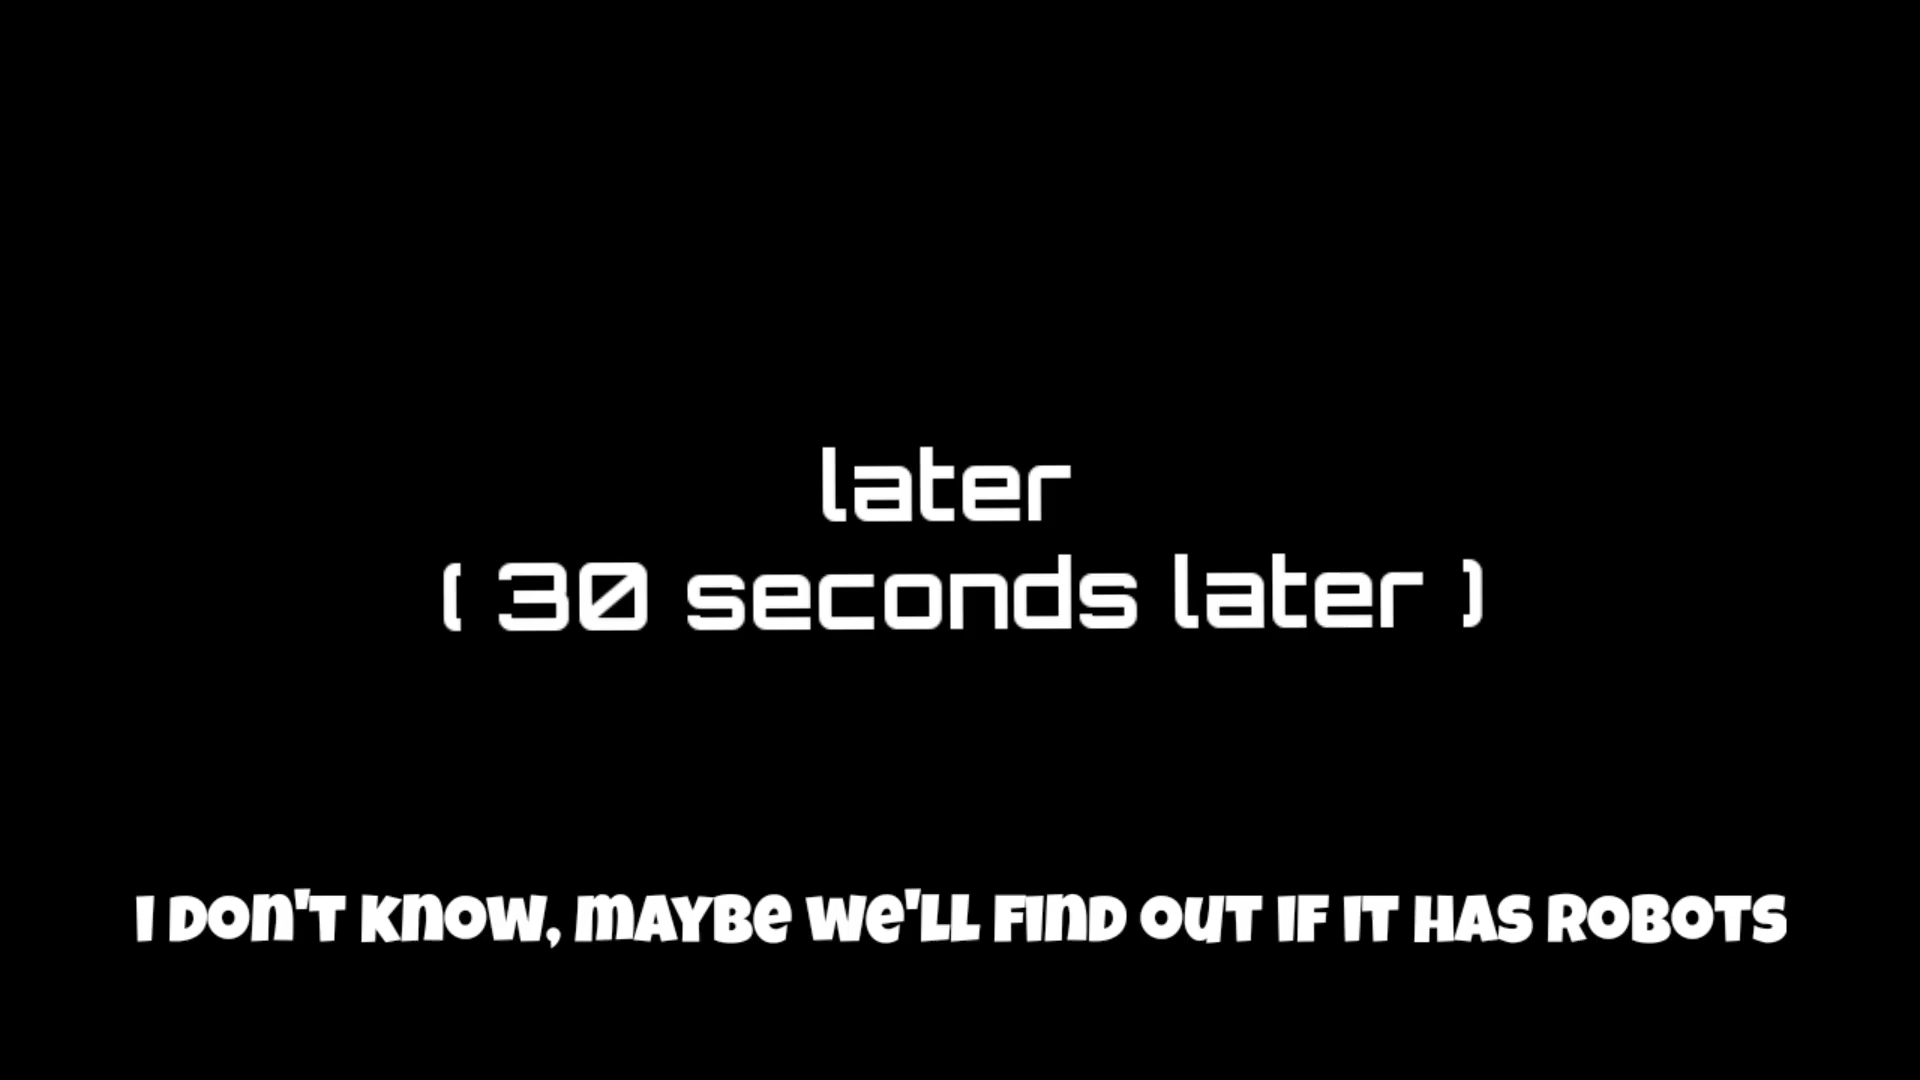 later
( 30 seconds later )
I DON'T KNOW, MAYBE WE'LL FIND OUT IF IT HAS ROBOTS